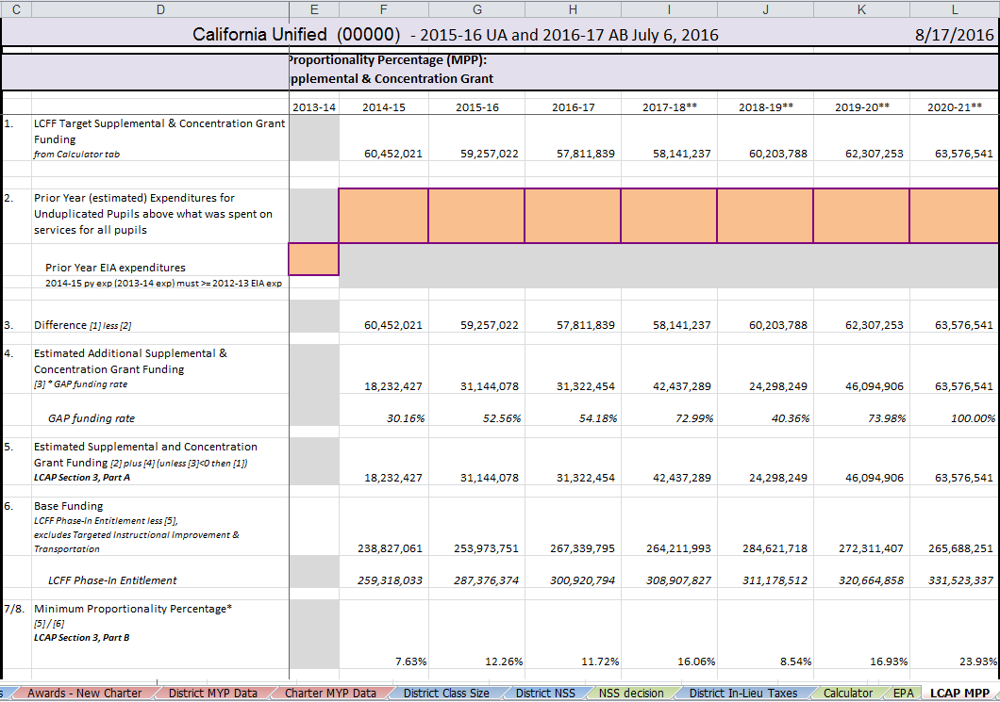 C D E F G H I J K L
California Unified (00000) - 2015-16 UA and 2016-17 AB July 6, 2016 8/17/2016
Proportionality Percentage (MPP):
pplemental & Concentration Grant
2013-14 2014-15 2015-16 2016-17 2017-18** 2018-19** 2019-20** 2020-21**
1. LCFF Target Supplemental & Concentration Grant
Funding
from Calculator tab 60,452,021 59,257,022 57,811,839 58,141,237 60,203,788 62,307,253 63,576,541
2. Prior Year (estimated) Expenditures for
Unduplicated Pupils above what was spent on
services for all pupils
Prior Year EIA expenditures
2014-15 py exp (2013-14 exp) must >= 2012-13 EIA exp
3. Difference [1] less [2] 60,452,021 59,257,022 57,811,839 58,141,237 60,203,788 62,307,253 63,576,541
4. Estimated Additional Supplemental &
Concentration Grant Funding
[3] * GAP funding rate 18,232,427 31,144,078 31,322,454 42,437,289 24,298,249 46,094,906 63,576,541
GAP funding rate 30.16% 52.56% 54.18% 72.99% 40.36% 73.98% 100.00%
5. Estimated Supplemental and Concentration
Grant Funding [2] plus [4] (unless [3]<0 then [1])
LCAP Section 3, Part A 18,232,427 31,144,078 31,322,454 42,437,289 24,298,249 46,094,906 63,576,541
6. Base Funding
LCFF Phase-In Entitlement less [5],
excludes Targeted Instructional Improvement &
Transportation 238,827,061 253,973,751 267,339,795 264,211,993 284,621,718 272,311,407 265,688,251
LCFF Phase-In Entitlement 259,318,033 287,376,374 300,920,794 308,907,827 311,178,512 320,664,858 331,523,337
7/8. Minimum Proportionality Percentage*
[5] / [6]
LCAP Section 3, Part B
7.63% 12.26% 11.72% 16.06% 8.54% 16.93% 23.93%
s Awards - New Charter District MYP Data Charter MYP Data District Class Size District NSS NSS decision District In-Lieu Taxes Calculator EPA LCAP MPP